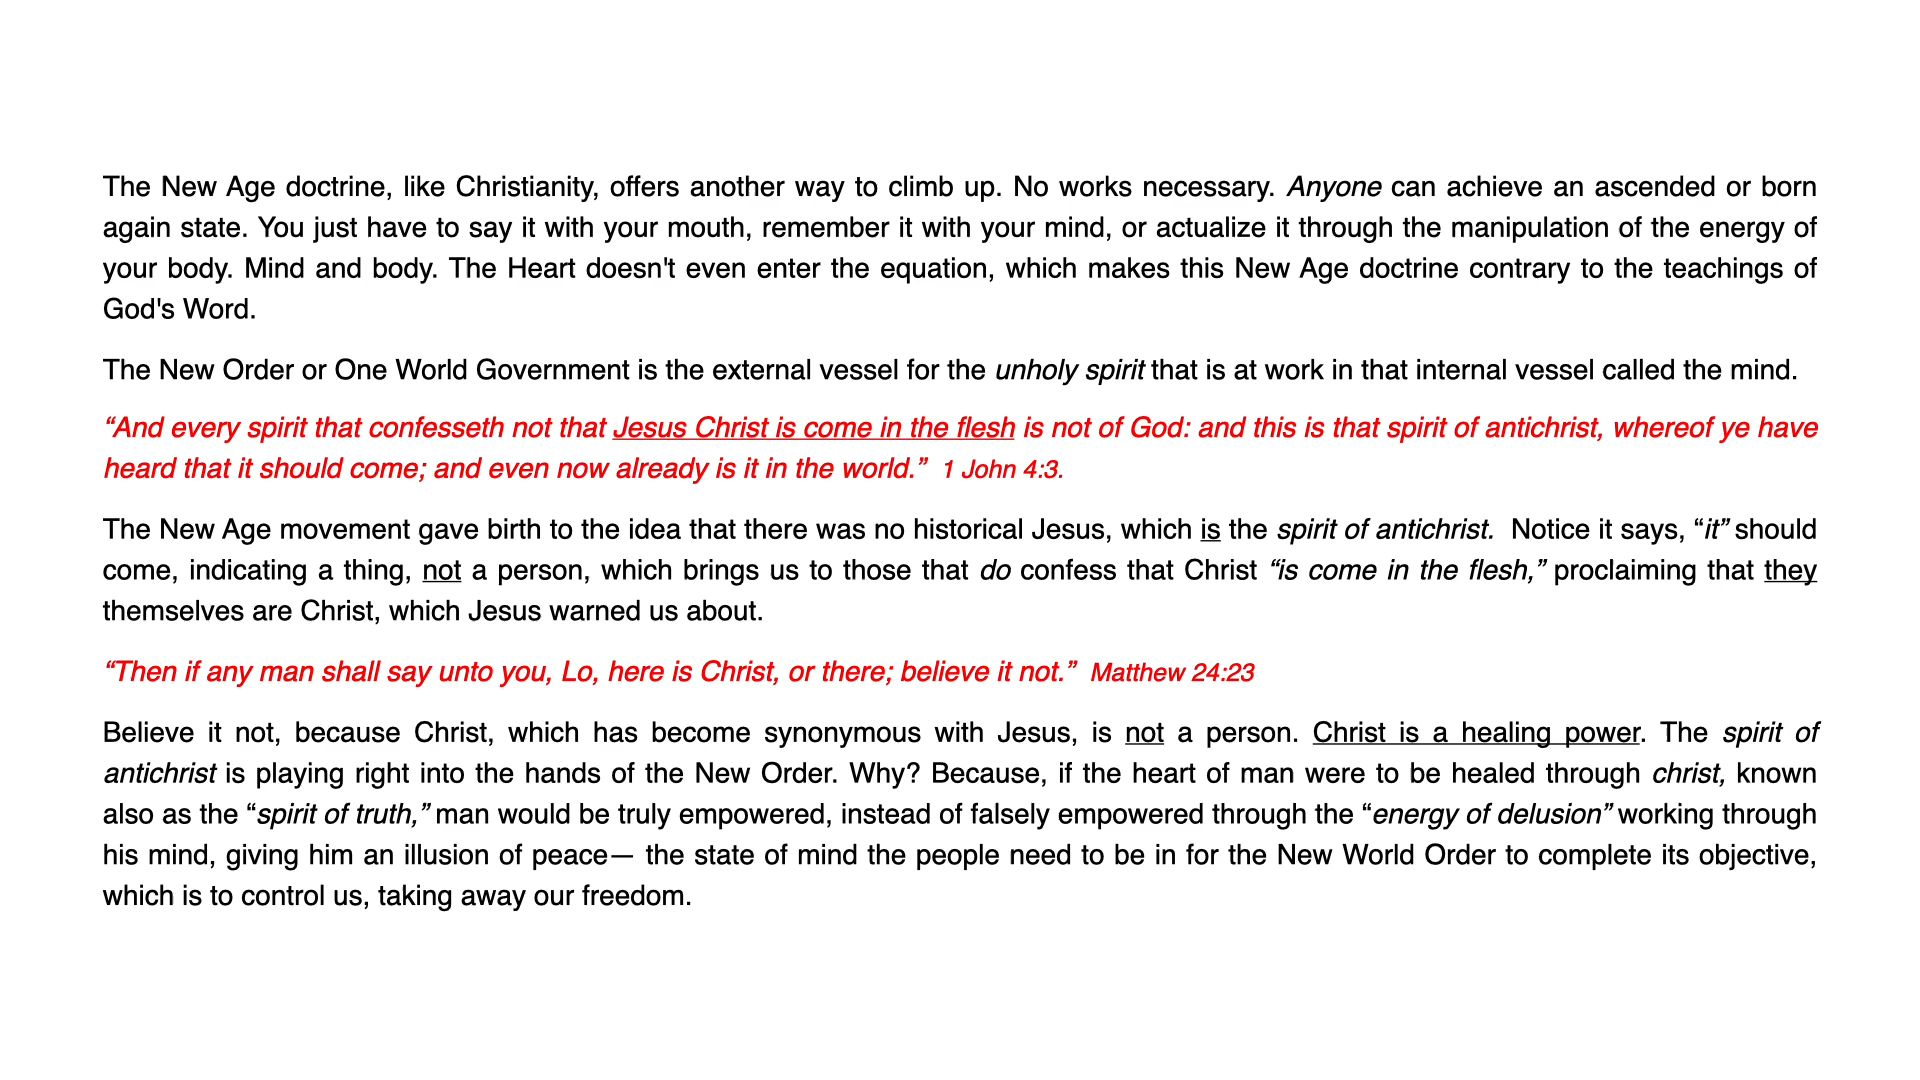 The New Age doctrine, like Christianity, offers another way to climb up. No works necessary. Anyone can achieve an ascended or born
again state. You just have to say it with your mouth, remember it with your mind, or actualize it through the manipulation of the energy of
your body. Mind and body. The Heart doesn't even enter the equation, which makes this New Age doctrine contrary to the teachings of
God's Word.
The New Order or One World Government is the external vessel for the unholy spirit that is at work in that internal vessel called the mind.
“And every spirit that confesseth not that Jesus Christ is come in the flesh is not of God: and this is that spirit of antichrist, whereof ye have
heard that it should come; and even now already is it in the world.” 1 John 4:3.
The New Age movement gave birth to the idea that there was no historical Jesus, which is the spirit of antichrist. Notice it says, “it” should
come, indicating a thing, not a person, which brings us to those that do confess that Christ “is come in the flesh,” proclaiming that they
themselves are Christ, which Jesus warned us about.
“Then if any man shall say unto you, Lo, here is Christ, or there; believe it not.” Matthew 24:23
Believe it not, because Christ, which has become synonymous with Jesus, is not a person. Christ is a healing power. The spirit of
antichrist is playing right into the hands of the New Order. Why? Because, if the heart of man were to be healed through christ, known
also as the “spirit of truth,” man would be truly empowered, instead of falsely empowered through the “energy of delusion” working through
his mind, giving him an illusion of peace— the state of mind the people need to be in for the New World Order to complete its objective,
which is to control us, taking away our freedom.